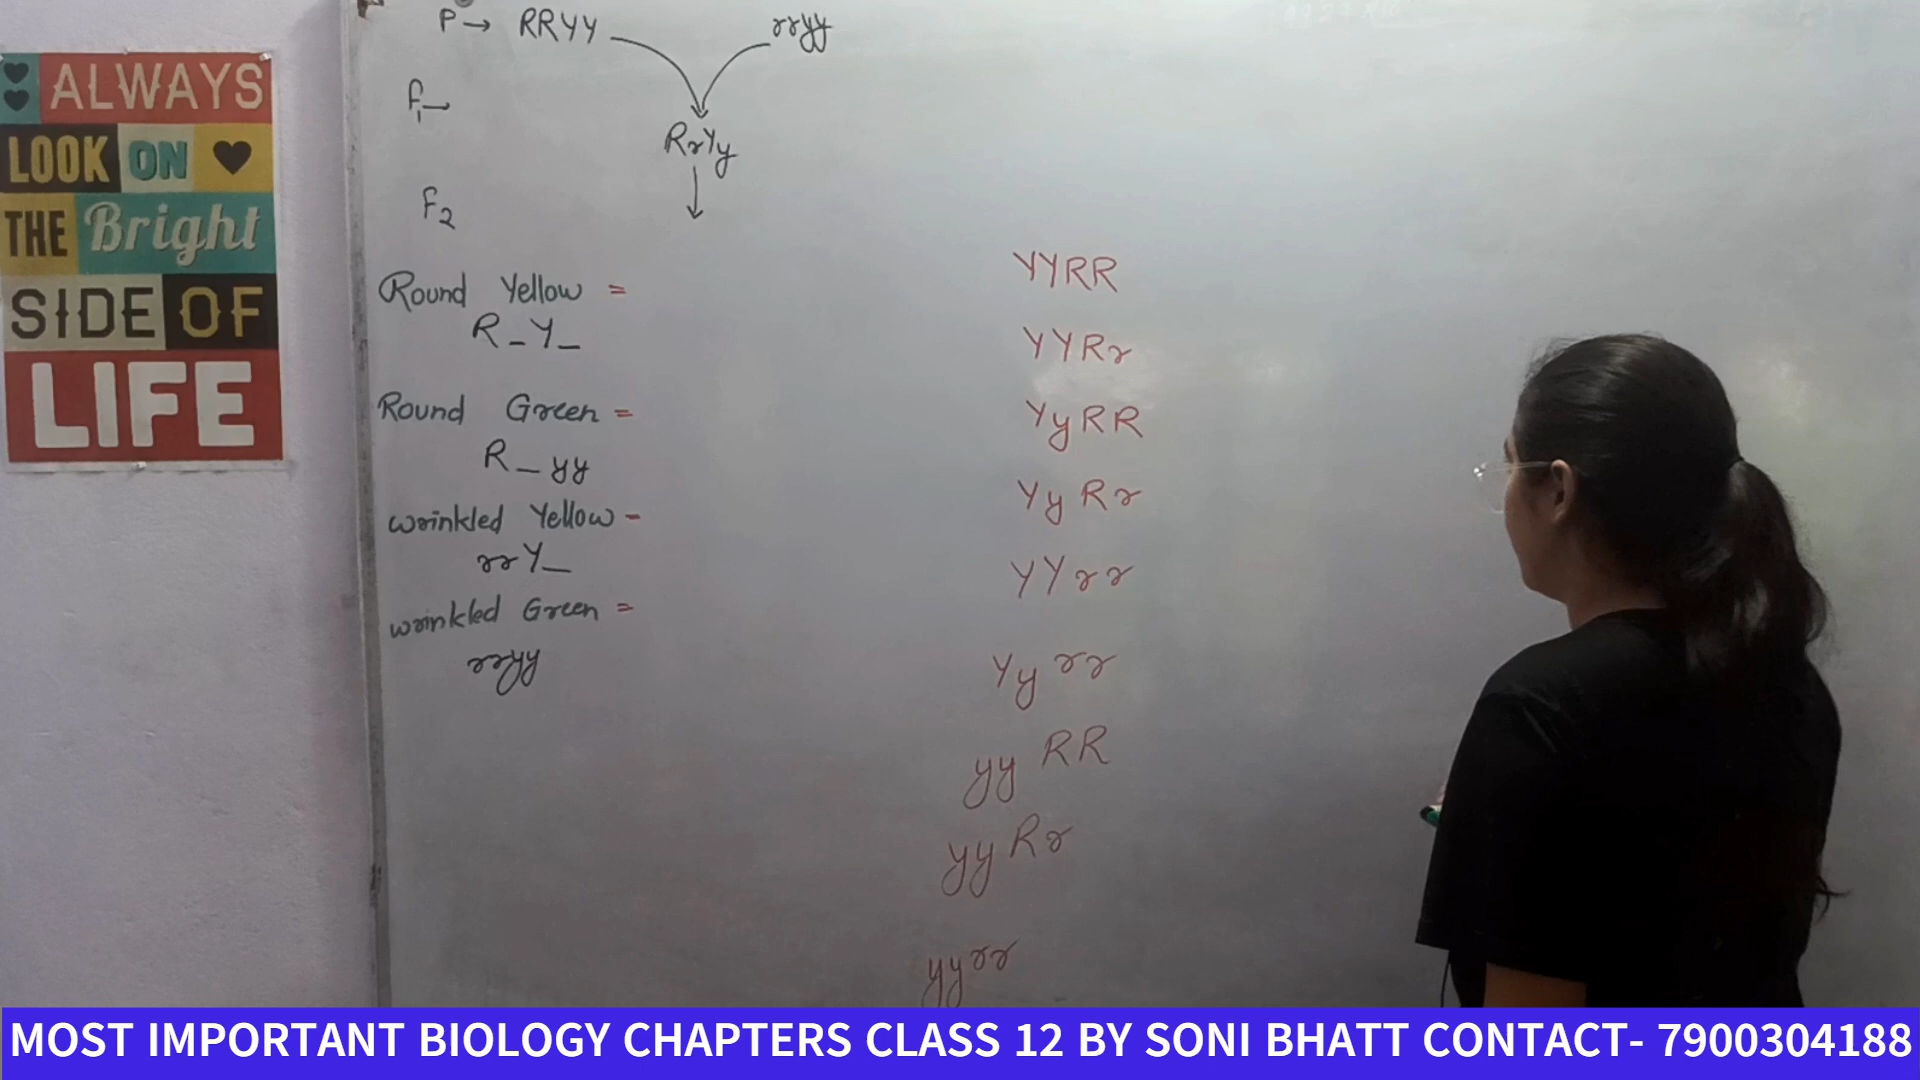 ALWAYS
LOOK ON
THE Bright
SIDE OF
LIFE
P→ RRYY rryy
F1→
RrYy
F2
Round Yellow =
R_Y_
Round Green =
R_yy
wrinkled Yellow -
rrY_
wrinkled Green =
rryy
YYRR
YYRr
YyRR
YyRr
YYrr
Yyrr
yyRR
yyRr
yyrr
MOST IMPORTANT BIOLOGY CHAPTERS CLASS 12 BY SONI BHATT CONTACT- 7900304188